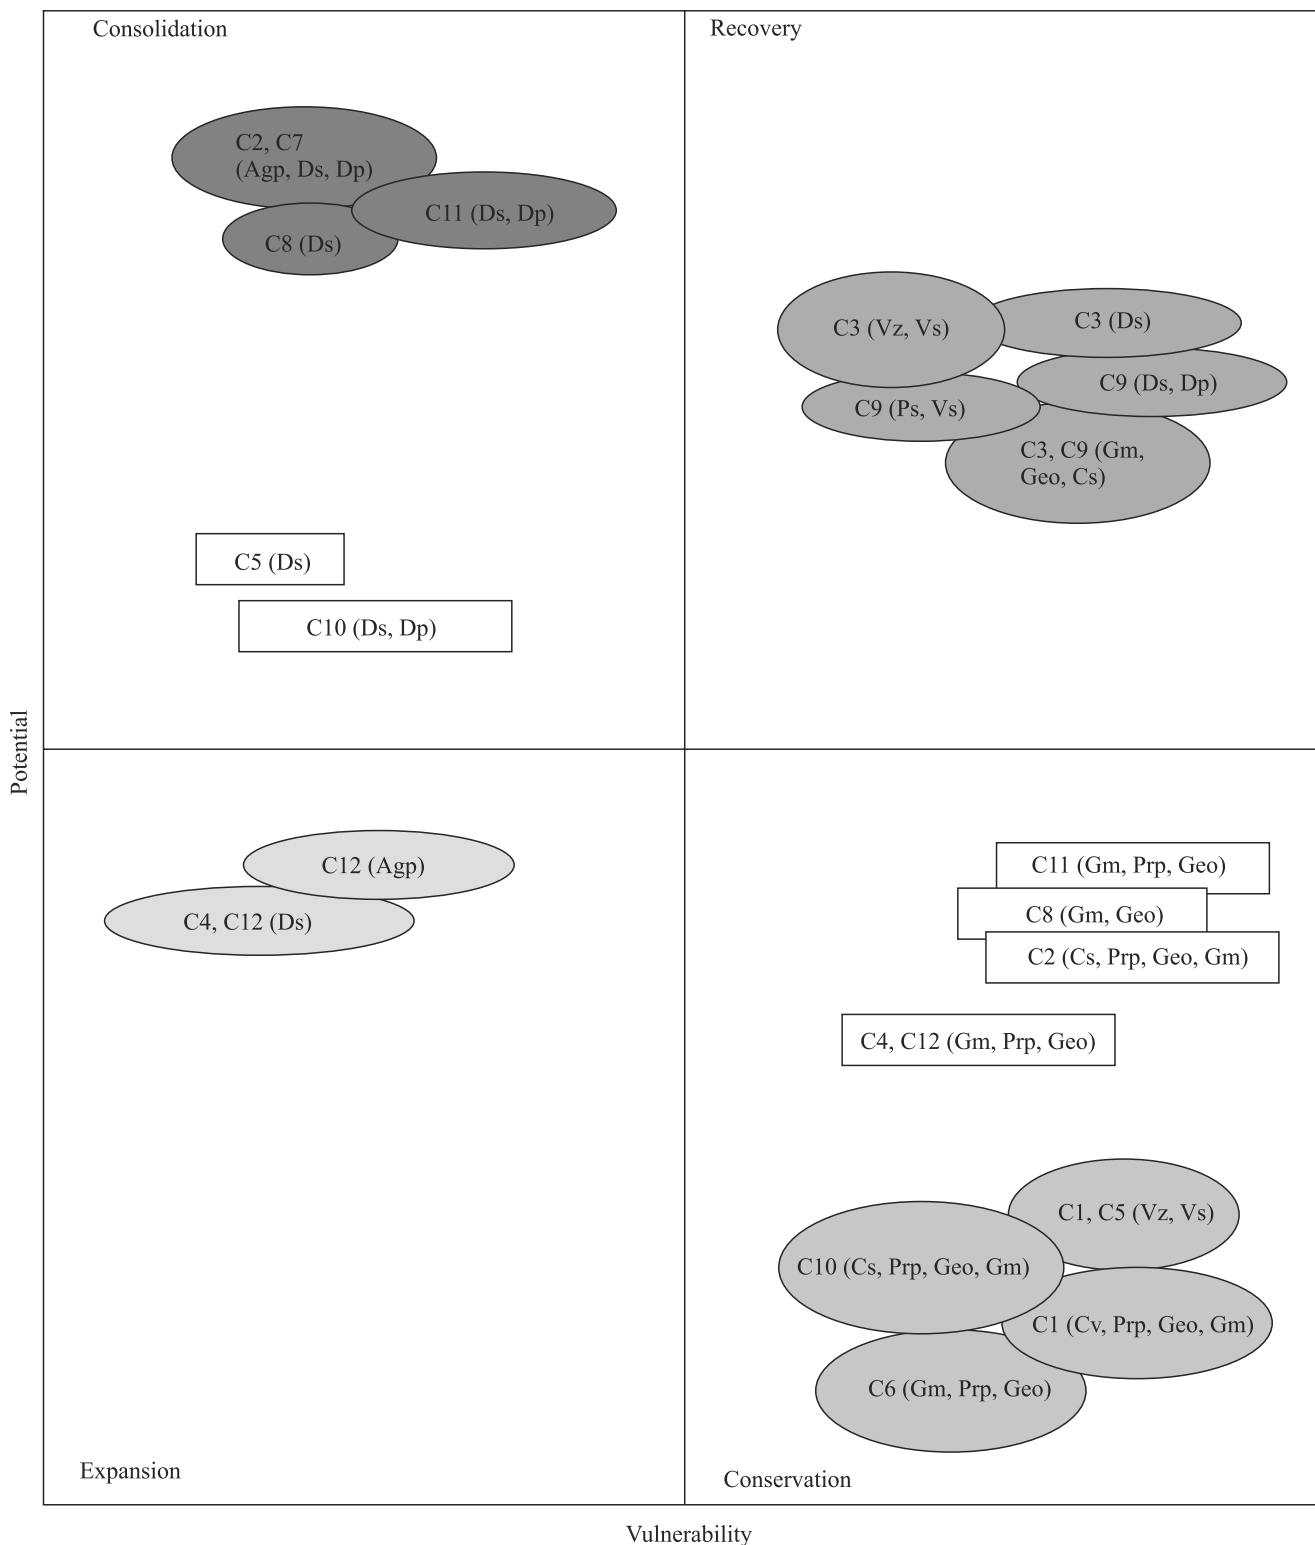 Consolidation
Recovery
C2, C7
(Agp, Ds, Dp)
C11 (Ds, Dp)
C8 (Ds)
C3 (Vz, Vs)
C3 (Ds)
C9 (Ds, Dp)
C9 (Ps, Vs)
C3, C9 (Gm,
Geo, Cs)
C5 (Ds)
C10 (Ds, Dp)
Potential
C12 (Agp)
C4, C12 (Ds)
C11 (Gm, Prp, Geo)
C8 (Gm, Geo)
C2 (Cs, Prp, Geo, Gm)
C4, C12 (Gm, Prp, Geo)
C1, C5 (Vz, Vs)
C10 (Cs, Prp, Geo, Gm)
C1 (Cv, Prp, Geo, Gm)
C6 (Gm, Prp, Geo)
Expansion
Conservation
Vulnerability